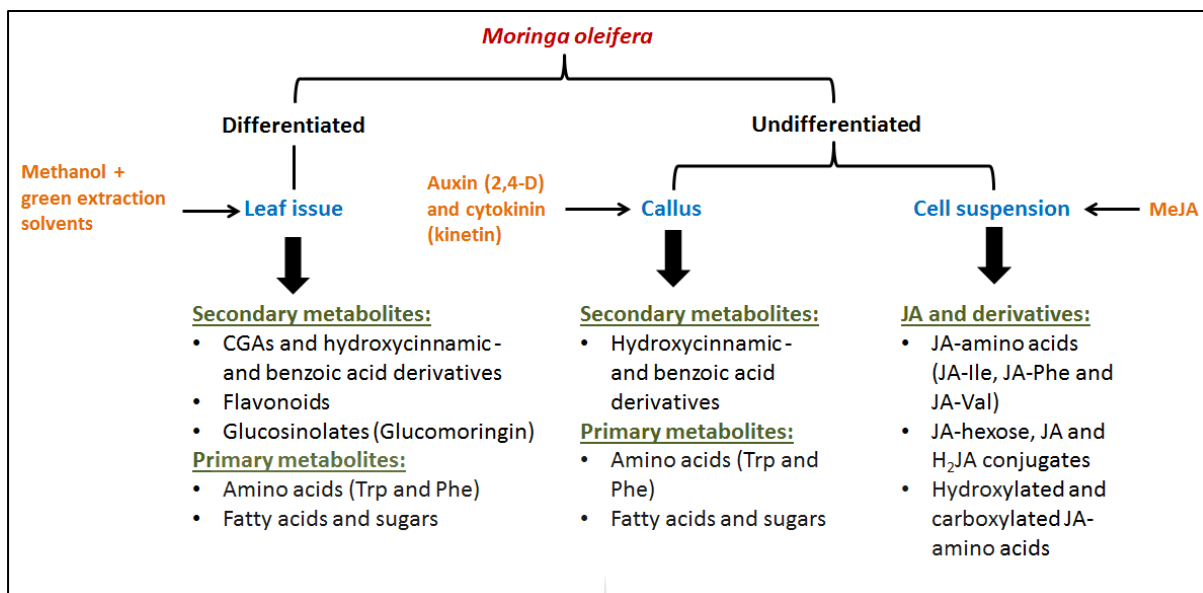 Moringa oleifera
Differentiated
Undifferentiated
Methanol +
green extraction
solvents
Leaf issue
Auxin (2,4-D)
and cytokinin
(kinetin)
Callus
Cell suspension
MeJA
Secondary metabolites:
• CGAs and hydroxycinnamic-
and benzoic acid derivatives
• Flavonoids
• Glucosinolates (Glucomoringin)
Primary metabolites:
• Amino acids (Trp and Phe)
• Fatty acids and sugars
Secondary metabolites:
• Hydroxycinnamic-
and benzoic acid
derivatives
Primary metabolites:
• Amino acids (Trp and
Phe)
• Fatty acids and sugars
JA and derivatives:
• JA-amino acids
(JA-Ile, JA-Phe and
JA-Val)
• JA-hexose, JA and
H₂JA conjugates
• Hydroxylated and
carboxylated JA-
amino acids